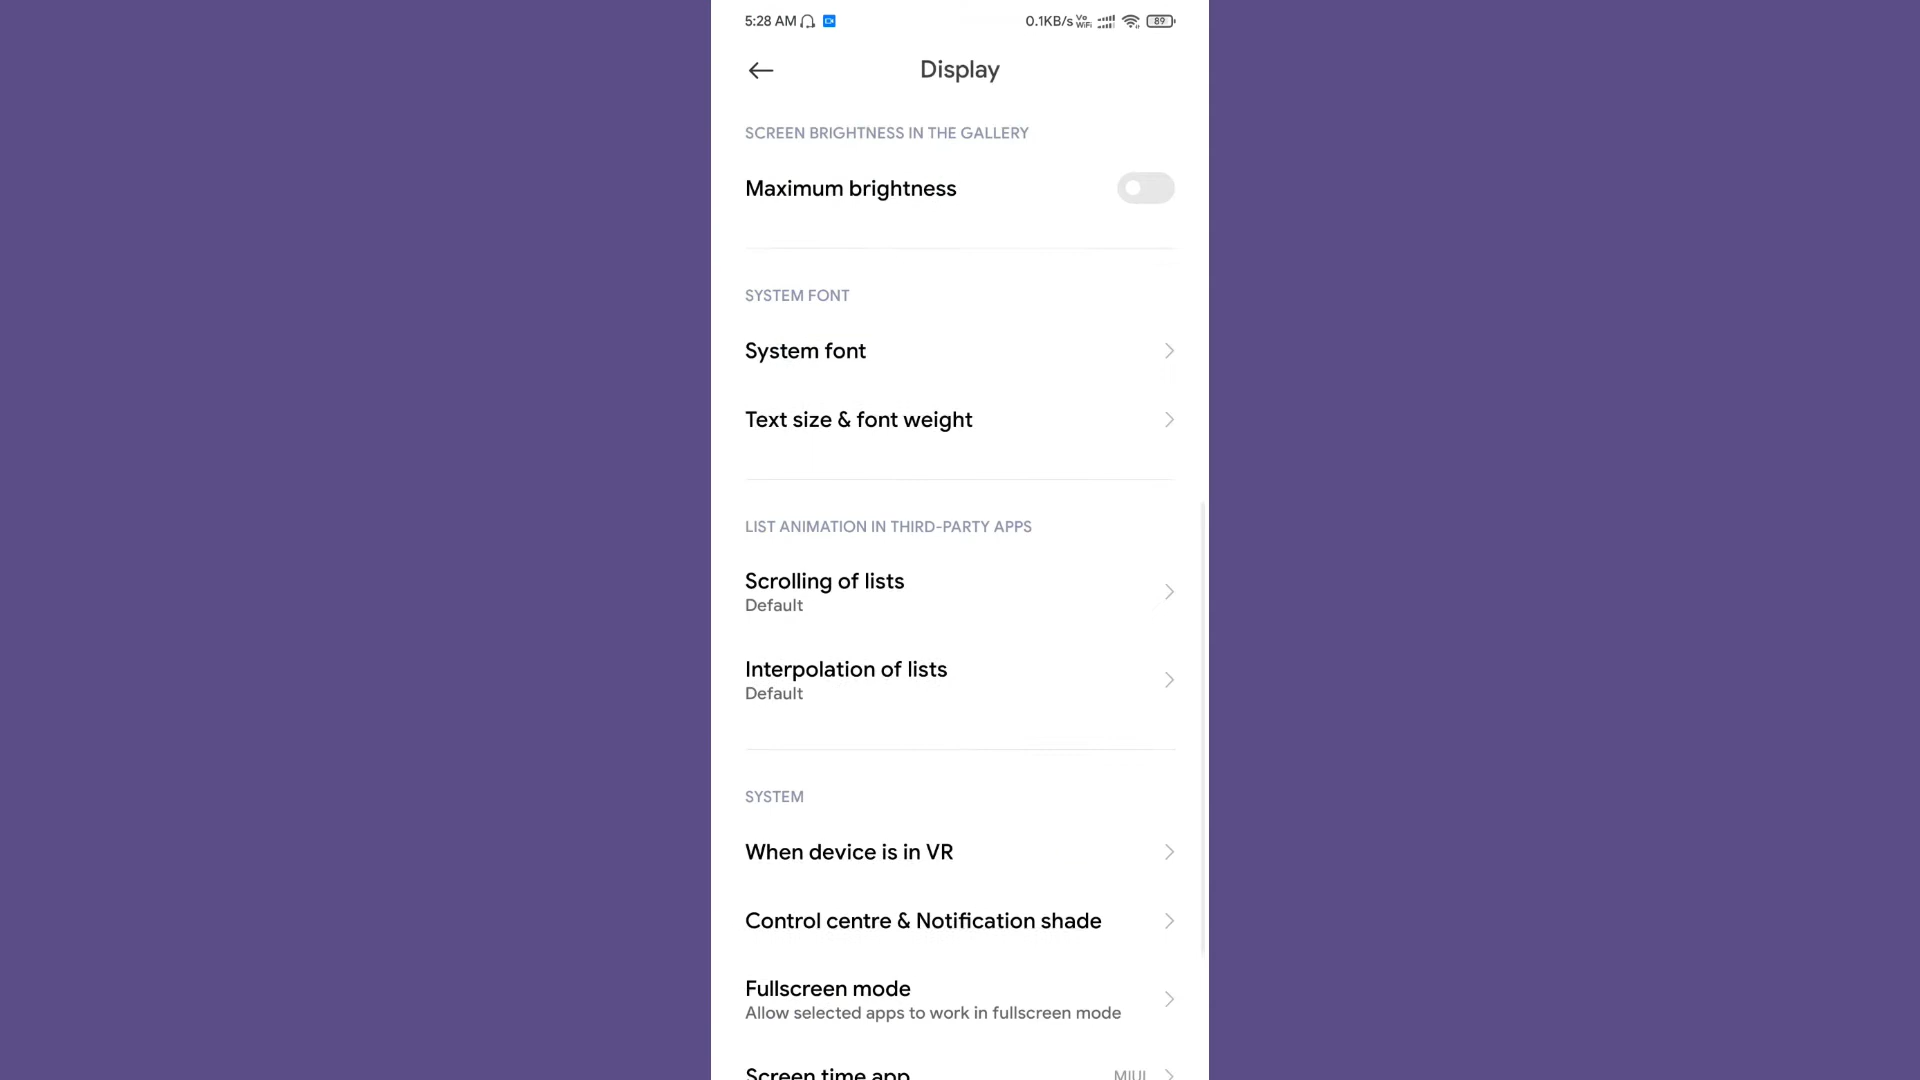 5:28 AM 0.1KB/s Vo WiFi 89
Display
SCREEN BRIGHTNESS IN THE GALLERY
Maximum brightness
SYSTEM FONT
System font
Text size & font weight
LIST ANIMATION IN THIRD-PARTY APPS
Scrolling of lists
Default
Interpolation of lists
Default
SYSTEM
When device is in VR
Control centre & Notification shade
Fullscreen mode
Allow selected apps to work in fullscreen mode
Screen time app MIUI